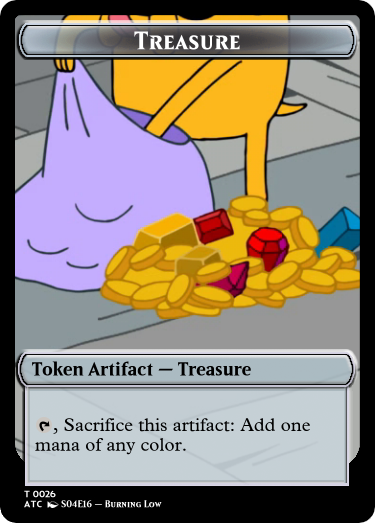 Treasure
Token Artifact — Treasure
, Sacrifice this artifact: Add one
mana of any color.
T 0026
ATC S04E16 – Burning Low